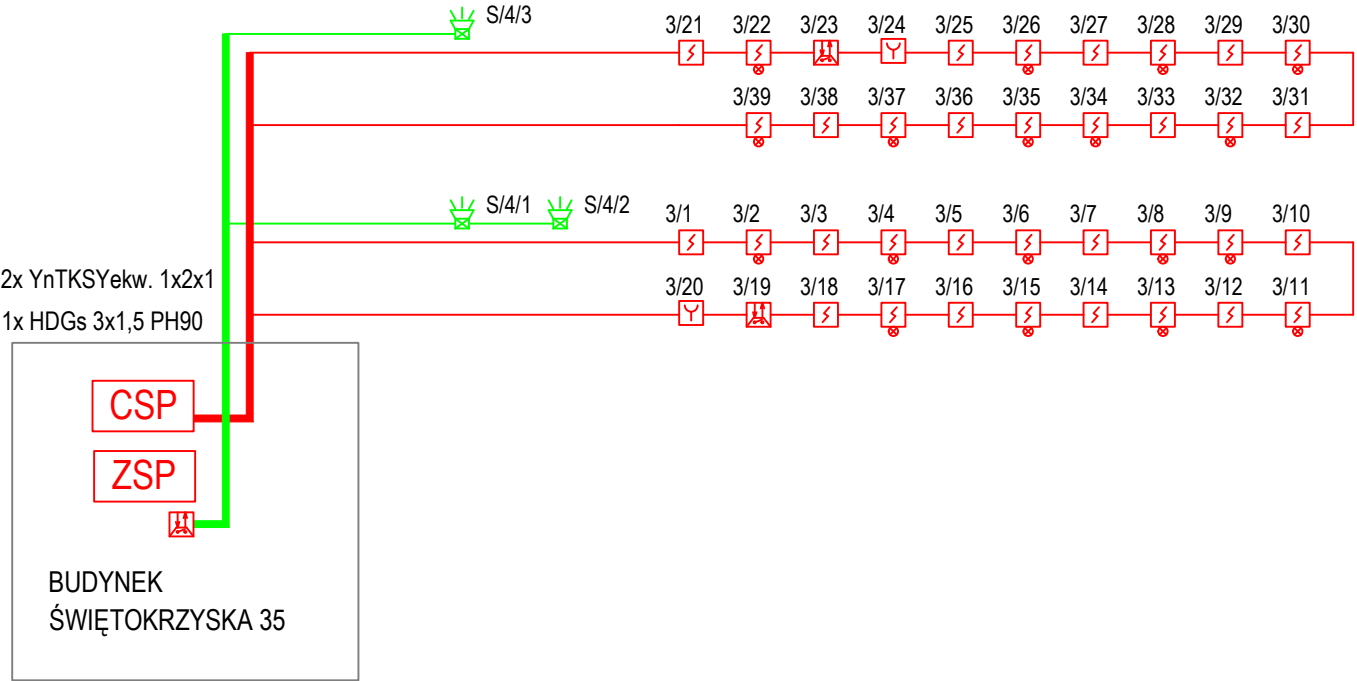 S/4/3
3/21 3/22 3/23 3/24 3/25 3/26 3/27 3/28 3/29 3/30
3/39 3/38 3/37 3/36 3/35 3/34 3/33 3/32 3/31
S/4/1 S/4/2
3/1 3/2 3/3 3/4 3/5 3/6 3/7 3/8 3/9 3/10
2x YnTKSYekw. 1x2x1
3/20 3/19 3/18 3/17 3/16 3/15 3/14 3/13 3/12 3/11
1x HDGs 3x1,5 PH90
CSP
ZSP
BUDYNEK
ŚWIĘTOKRZYSKA 35